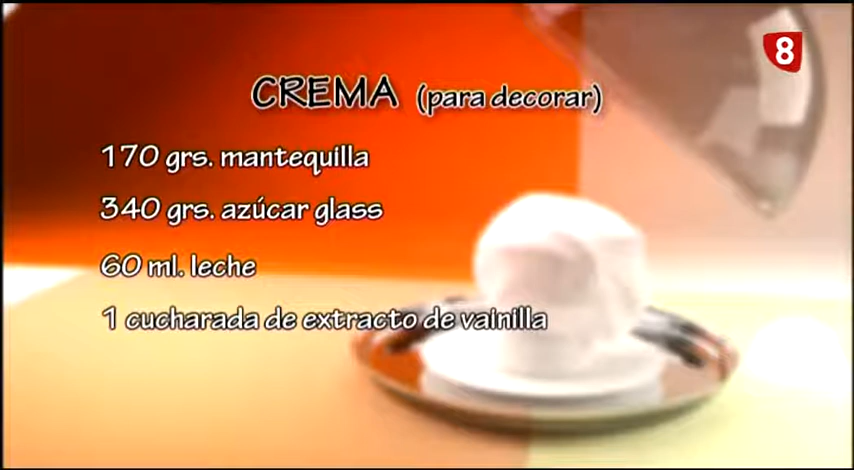 8
CREMA (para decorar)
170 grs. mantequilla
340 grs. azúcar glass
60 ml. leche
1 cucharada de extracto de vainilla